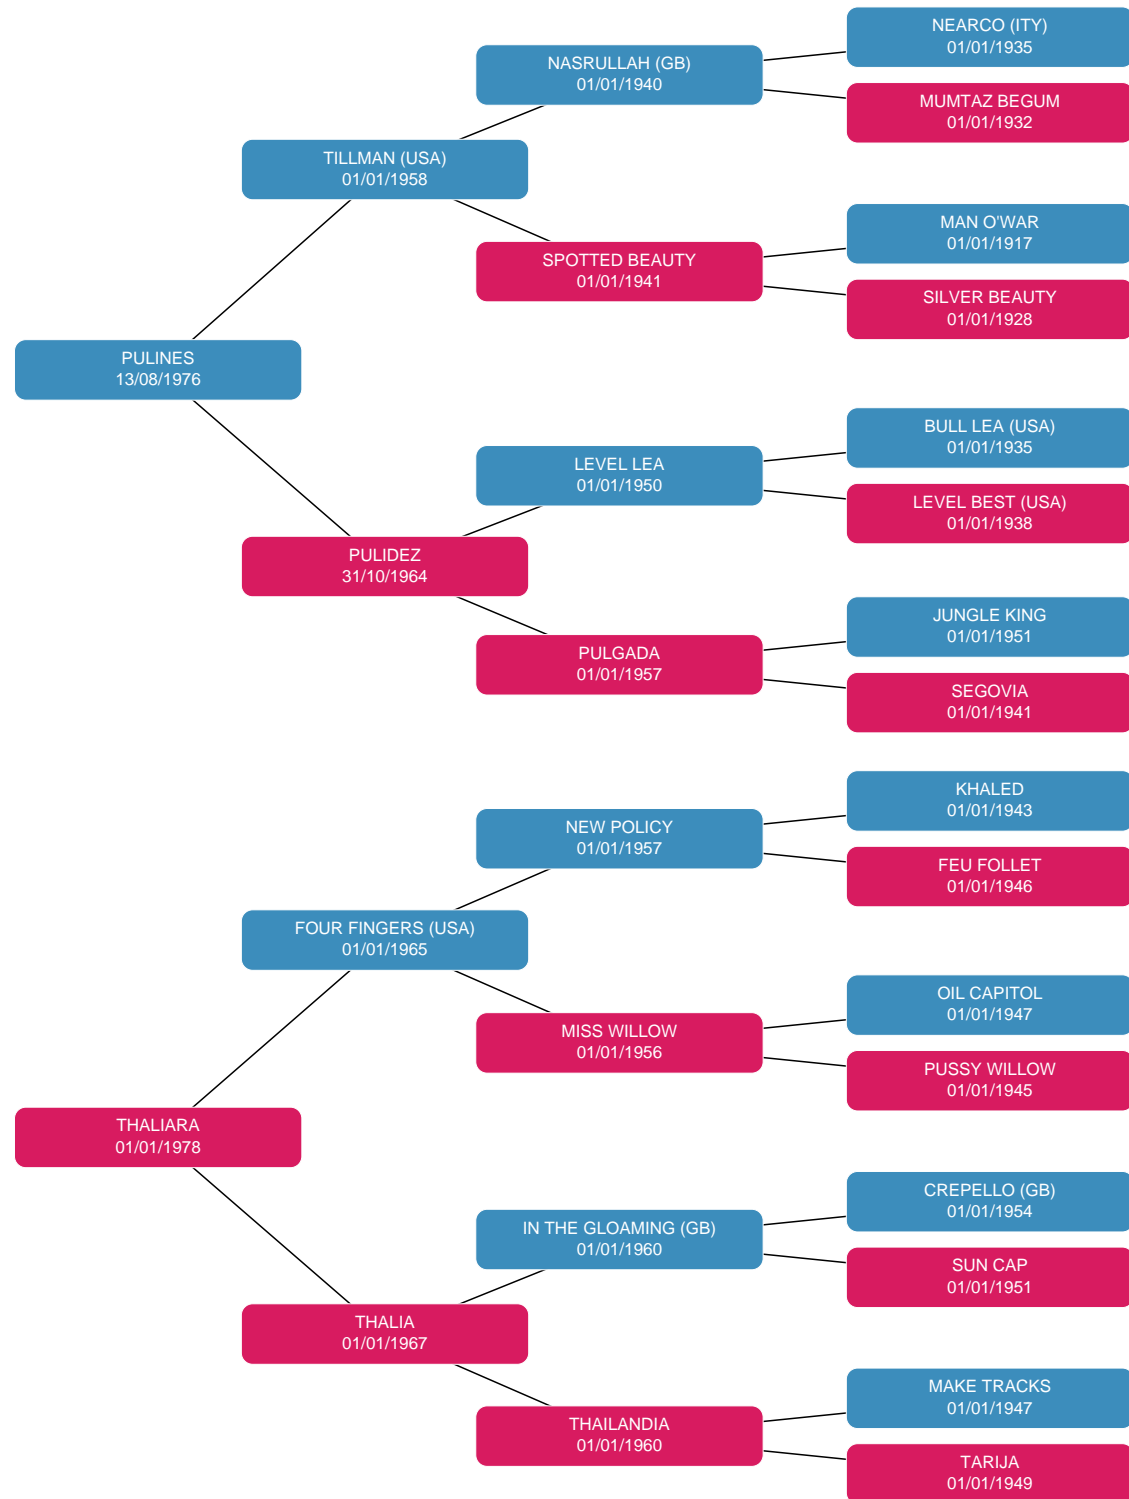 NEARCO (ITY)
01/01/1935
NASRULLAH (GB)
01/01/1940
MUMTAZ BEGUM
01/01/1932
TILLMAN (USA)
01/01/1958
MAN O'WAR
01/01/1917
SPOTTED BEAUTY
01/01/1941
SILVER BEAUTY
01/01/1928
PULINES
13/08/1976
BULL LEA (USA)
01/01/1935
LEVEL LEA
01/01/1950
LEVEL BEST (USA)
01/01/1938
PULIDEZ
31/10/1964
JUNGLE KING
01/01/1951
PULGADA
01/01/1957
SEGOVIA
01/01/1941
KHALED
01/01/1943
NEW POLICY
01/01/1957
FEU FOLLET
01/01/1946
FOUR FINGERS (USA)
01/01/1965
OIL CAPITOL
01/01/1947
MISS WILLOW
01/01/1956
PUSSY WILLOW
01/01/1945
THALIARA
01/01/1978
CREPELLO (GB)
01/01/1954
IN THE GLOAMING (GB)
01/01/1960
SUN CAP
01/01/1951
THALIA
01/01/1967
MAKE TRACKS
01/01/1947
THAILANDIA
01/01/1960
TARIJA
01/01/1949